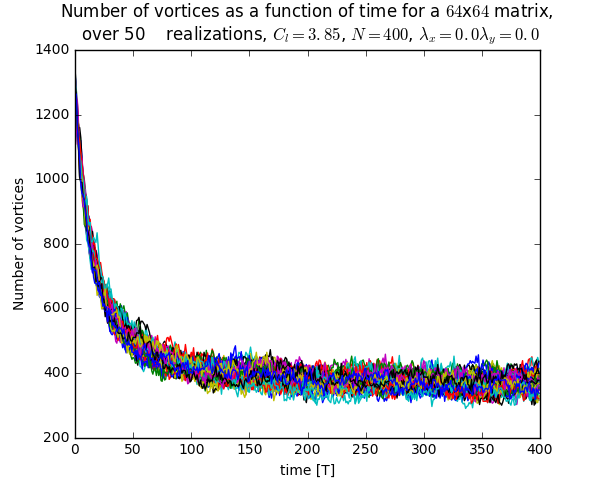 Number of vortices as a function of time for a 64x64 matrix,
over 50    realizations, $C_l = 3.85$, $N = 400$, $\lambda_x = 0.0\lambda_y = 0.0$
1400
1200
1000
800
600
400
200
Number of vortices
0 50 100 150 200 250 300 350 400
time [T]